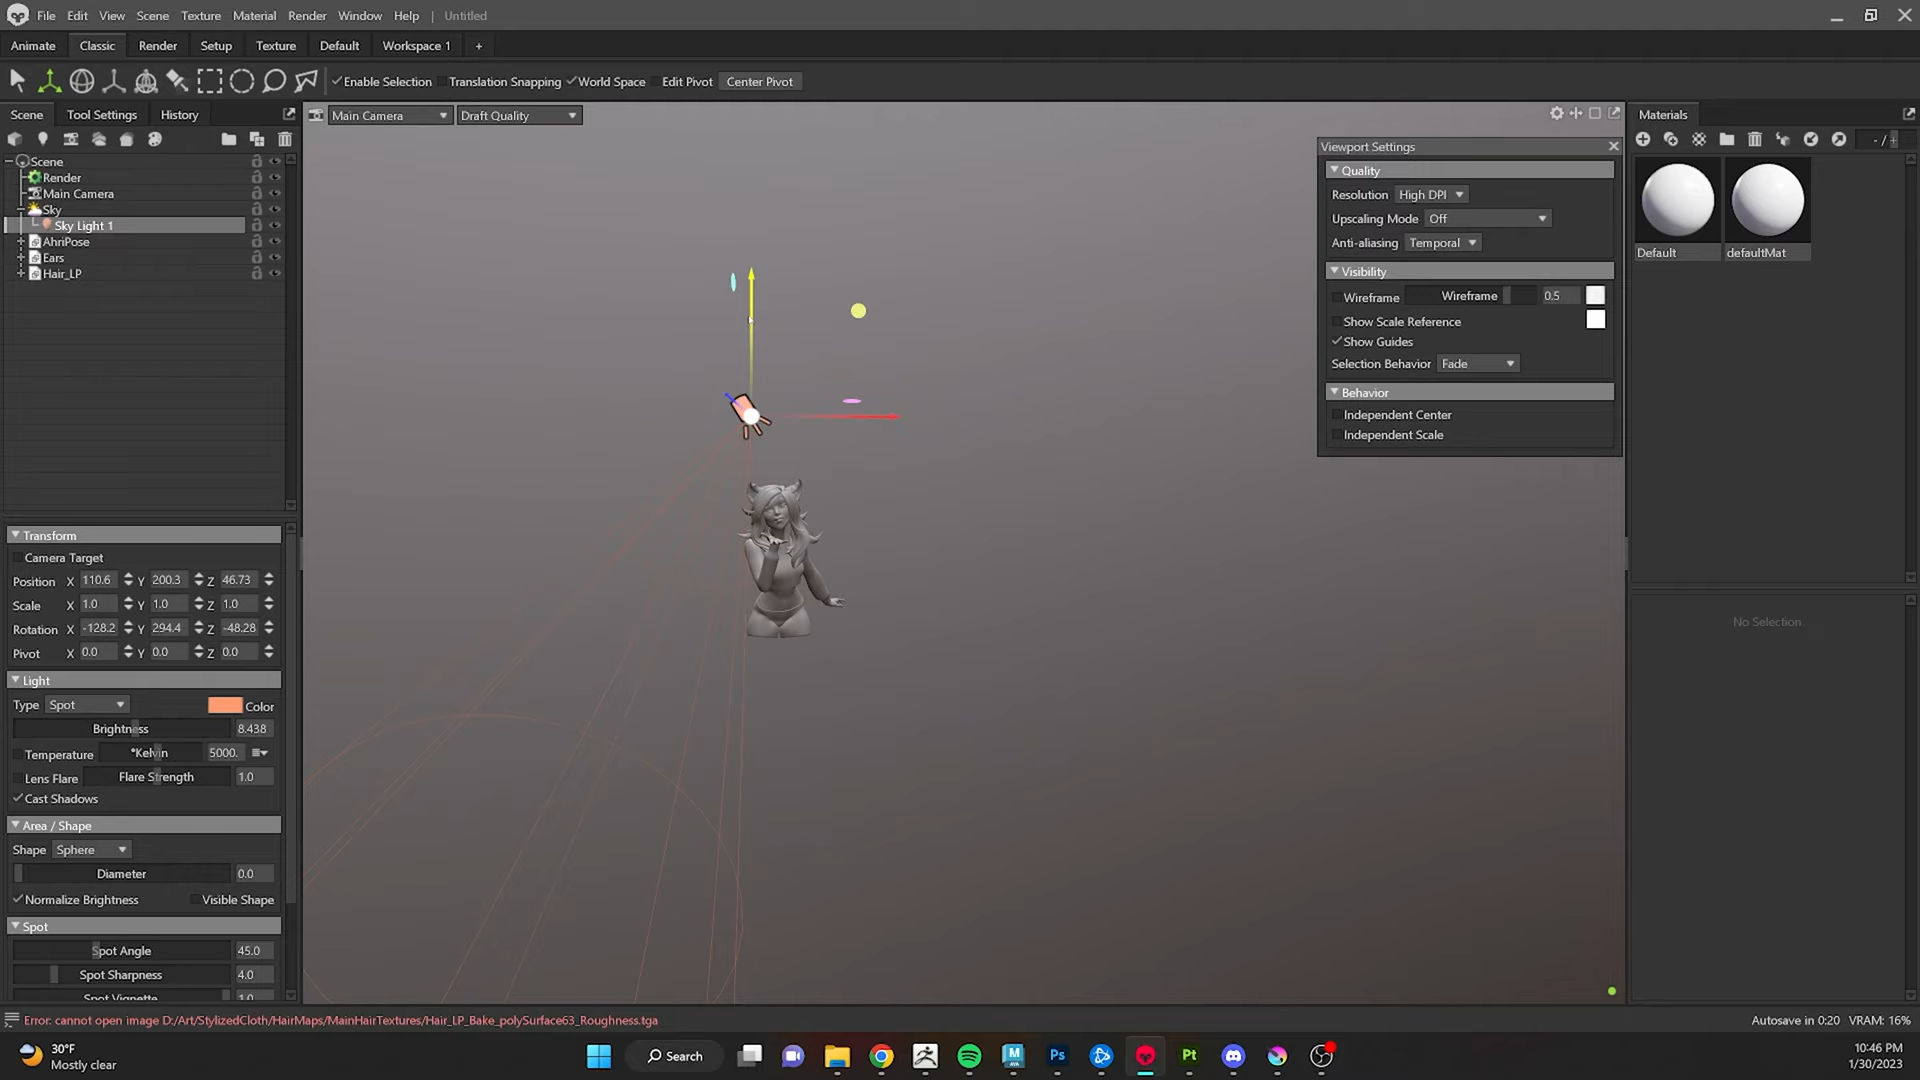 File Edit View Scene Texture Material Render Window Help | Untitled
Animate Classic Render Setup Texture Default Workspace 1 +
Enable Selection Translation Snapping World Space Edit Pivot Center Pivot
Scene Tool Settings History
Main Camera Draft Quality
Materials
- / +
Scene
Render
Main Camera
Sky
Sky Light 1
AhriPose
Ears
Hair_LP
Viewport Settings
Quality
Resolution High DPI
Upscaling Mode Off
Anti-aliasing Temporal
Visibility
Wireframe Wireframe 0.5
Show Scale Reference
Show Guides
Selection Behavior Fade
Behavior
Independent Center
Independent Scale
Default defaultMat
No Selection
Transform
Camera Target
Position X 110.6 Y 200.3 Z 46.73
Scale X 1.0 Y 1.0 Z 1.0
Rotation X -128.2 Y 294.4 Z -48.28
Pivot X 0.0 Y 0.0 Z 0.0
Light
Type Spot Color
Brightness 8.438
Temperature °Kelvin 5000.
Lens Flare Flare Strength 1.0
Cast Shadows
Area / Shape
Shape Sphere
Diameter 0.0
Normalize Brightness Visible Shape
Spot
Spot Angle 45.0
Spot Sharpness 4.0
Spot Vignette 1.0
Error: cannot open image D:/Art/StylizedCloth/HairMaps/MainHairTextures/Hair_LP_Bake_polySurface63_Roughness.tga
Autosave in 0:20 VRAM: 16%
30°F
Mostly clear
Search
M
Ps
Pt
10:46 PM
1/30/2023